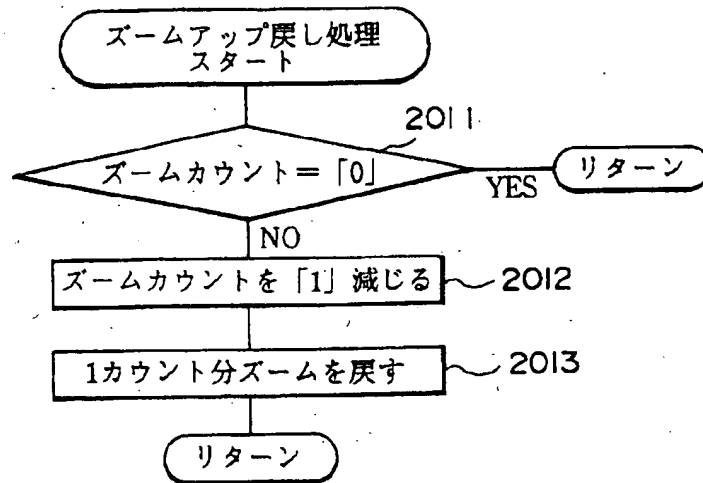 ズームアップ戻し処理
スタート
2011
ズームカウント＝「0」
YES
リターン
NO
ズームカウントを「1」減じる
2012
1カウント分ズームを戻す
2013
リターン